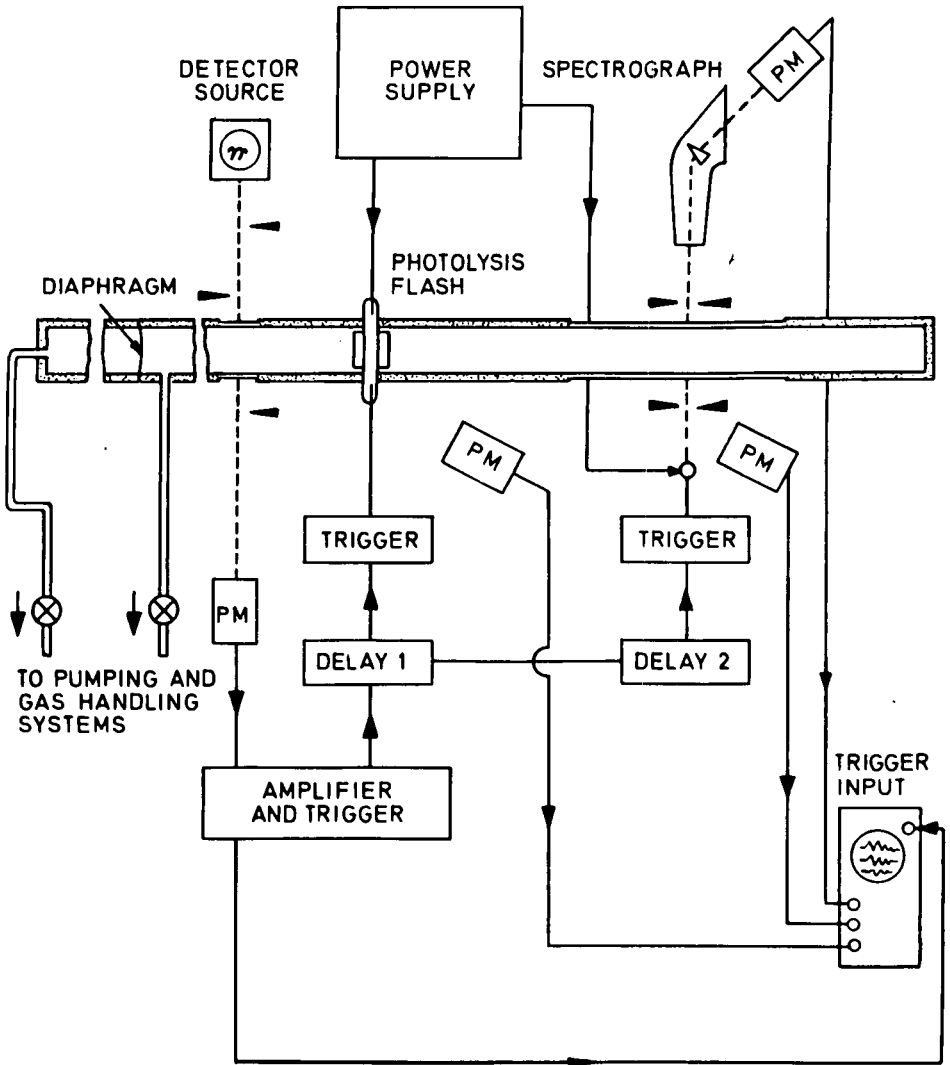 DETECTOR
SOURCE
POWER
SUPPLY
SPECTROGRAPH
PM
DIAPHRAGM
PHOTOLYSIS
FLASH
PM
PM
TRIGGER
TRIGGER
PM
DELAY 1
DELAY 2
TO PUMPING AND
GAS HANDLING
SYSTEMS
AMPLIFIER
AND TRIGGER
TRIGGER
INPUT